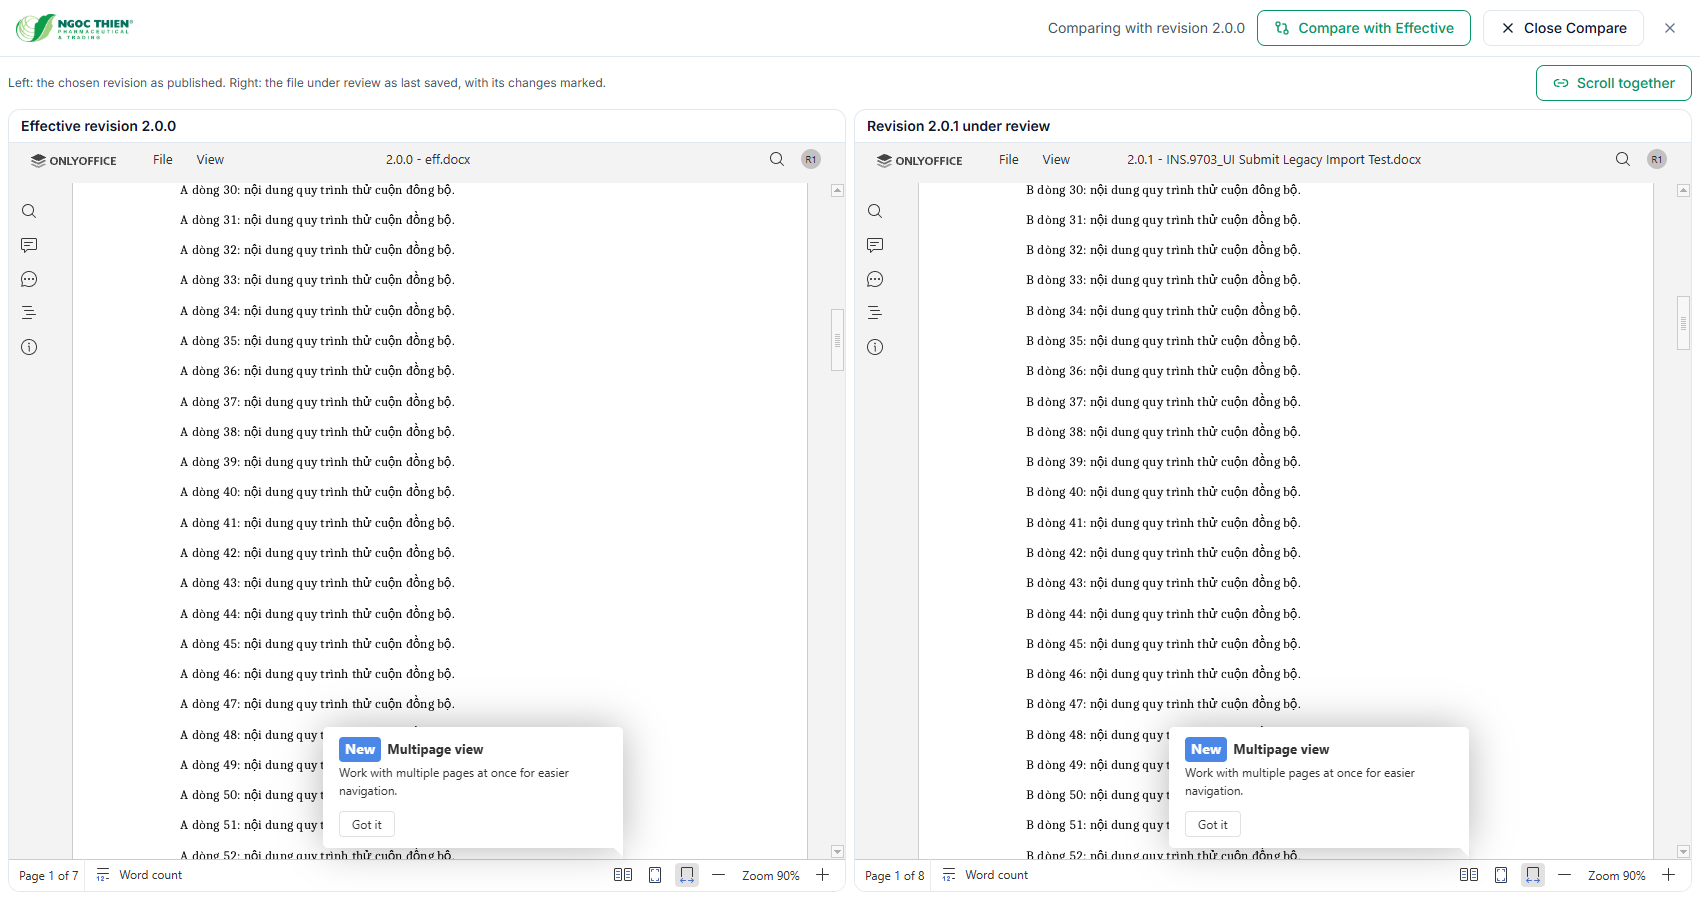 NGOC THIEN
PHARMACEUTICAL
& TRADING
Comparing with revision 2.0.0
Compare with Effective
Close Compare
Left: the chosen revision as published. Right: the file under review as last saved, with its changes marked.
Scroll together
Effective revision 2.0.0
ONLYOFFICE
File
View
2.0.0 - eff.docx
R1
A dòng 30: nội dung quy trình thử cuộn đồng bộ.
A dòng 31: nội dung quy trình thử cuộn đồng bộ.
A dòng 32: nội dung quy trình thử cuộn đồng bộ.
A dòng 33: nội dung quy trình thử cuộn đồng bộ.
A dòng 34: nội dung quy trình thử cuộn đồng bộ.
A dòng 35: nội dung quy trình thử cuộn đồng bộ.
A dòng 36: nội dung quy trình thử cuộn đồng bộ.
A dòng 37: nội dung quy trình thử cuộn đồng bộ.
A dòng 38: nội dung quy trình thử cuộn đồng bộ.
A dòng 39: nội dung quy trình thử cuộn đồng bộ.
A dòng 40: nội dung quy trình thử cuộn đồng bộ.
A dòng 41: nội dung quy trình thử cuộn đồng bộ.
A dòng 42: nội dung quy trình thử cuộn đồng bộ.
A dòng 43: nội dung quy trình thử cuộn đồng bộ.
A dòng 44: nội dung quy trình thử cuộn đồng bộ.
A dòng 45: nội dung quy trình thử cuộn đồng bộ.
A dòng 46: nội dung quy trình thử cuộn đồng bộ.
A dòng 47: nội dung quy trình thử cuộn đồng bộ.
A dòng 48: nội dung quy
A dòng 49: nội dung quy
A dòng 50: nội dung quy
A dòng 51: nội dung quy
A dòng 52: nội dung quy trình thử cuộn đồng bộ.
New Multipage view
Work with multiple pages at once for easier
navigation.
Got it
Page 1 of 7
Word count
Zoom 90%
Revision 2.0.1 under review
ONLYOFFICE
File
View
2.0.1 - INS.9703_UI Submit Legacy Import Test.docx
R1
B dòng 30: nội dung quy trình thử cuộn đồng bộ.
B dòng 31: nội dung quy trình thử cuộn đồng bộ.
B dòng 32: nội dung quy trình thử cuộn đồng bộ.
B dòng 33: nội dung quy trình thử cuộn đồng bộ.
B dòng 34: nội dung quy trình thử cuộn đồng bộ.
B dòng 35: nội dung quy trình thử cuộn đồng bộ.
B dòng 36: nội dung quy trình thử cuộn đồng bộ.
B dòng 37: nội dung quy trình thử cuộn đồng bộ.
B dòng 38: nội dung quy trình thử cuộn đồng bộ.
B dòng 39: nội dung quy trình thử cuộn đồng bộ.
B dòng 40: nội dung quy trình thử cuộn đồng bộ.
B dòng 41: nội dung quy trình thử cuộn đồng bộ.
B dòng 42: nội dung quy trình thử cuộn đồng bộ.
B dòng 43: nội dung quy trình thử cuộn đồng bộ.
B dòng 44: nội dung quy trình thử cuộn đồng bộ.
B dòng 45: nội dung quy trình thử cuộn đồng bộ.
B dòng 46: nội dung quy trình thử cuộn đồng bộ.
B dòng 47: nội dung quy trình thử cuộn đồng bộ.
B dòng 48: nội dung quy
B dòng 49: nội dung quy
B dòng 50: nội dung quy
B dòng 51: nội dung quy
B dòng 52: nội dung quy trình thử cuộn đồng bộ.
New Multipage view
Work with multiple pages at once for easier
navigation.
Got it
Page 1 of 8
Word count
Zoom 90%